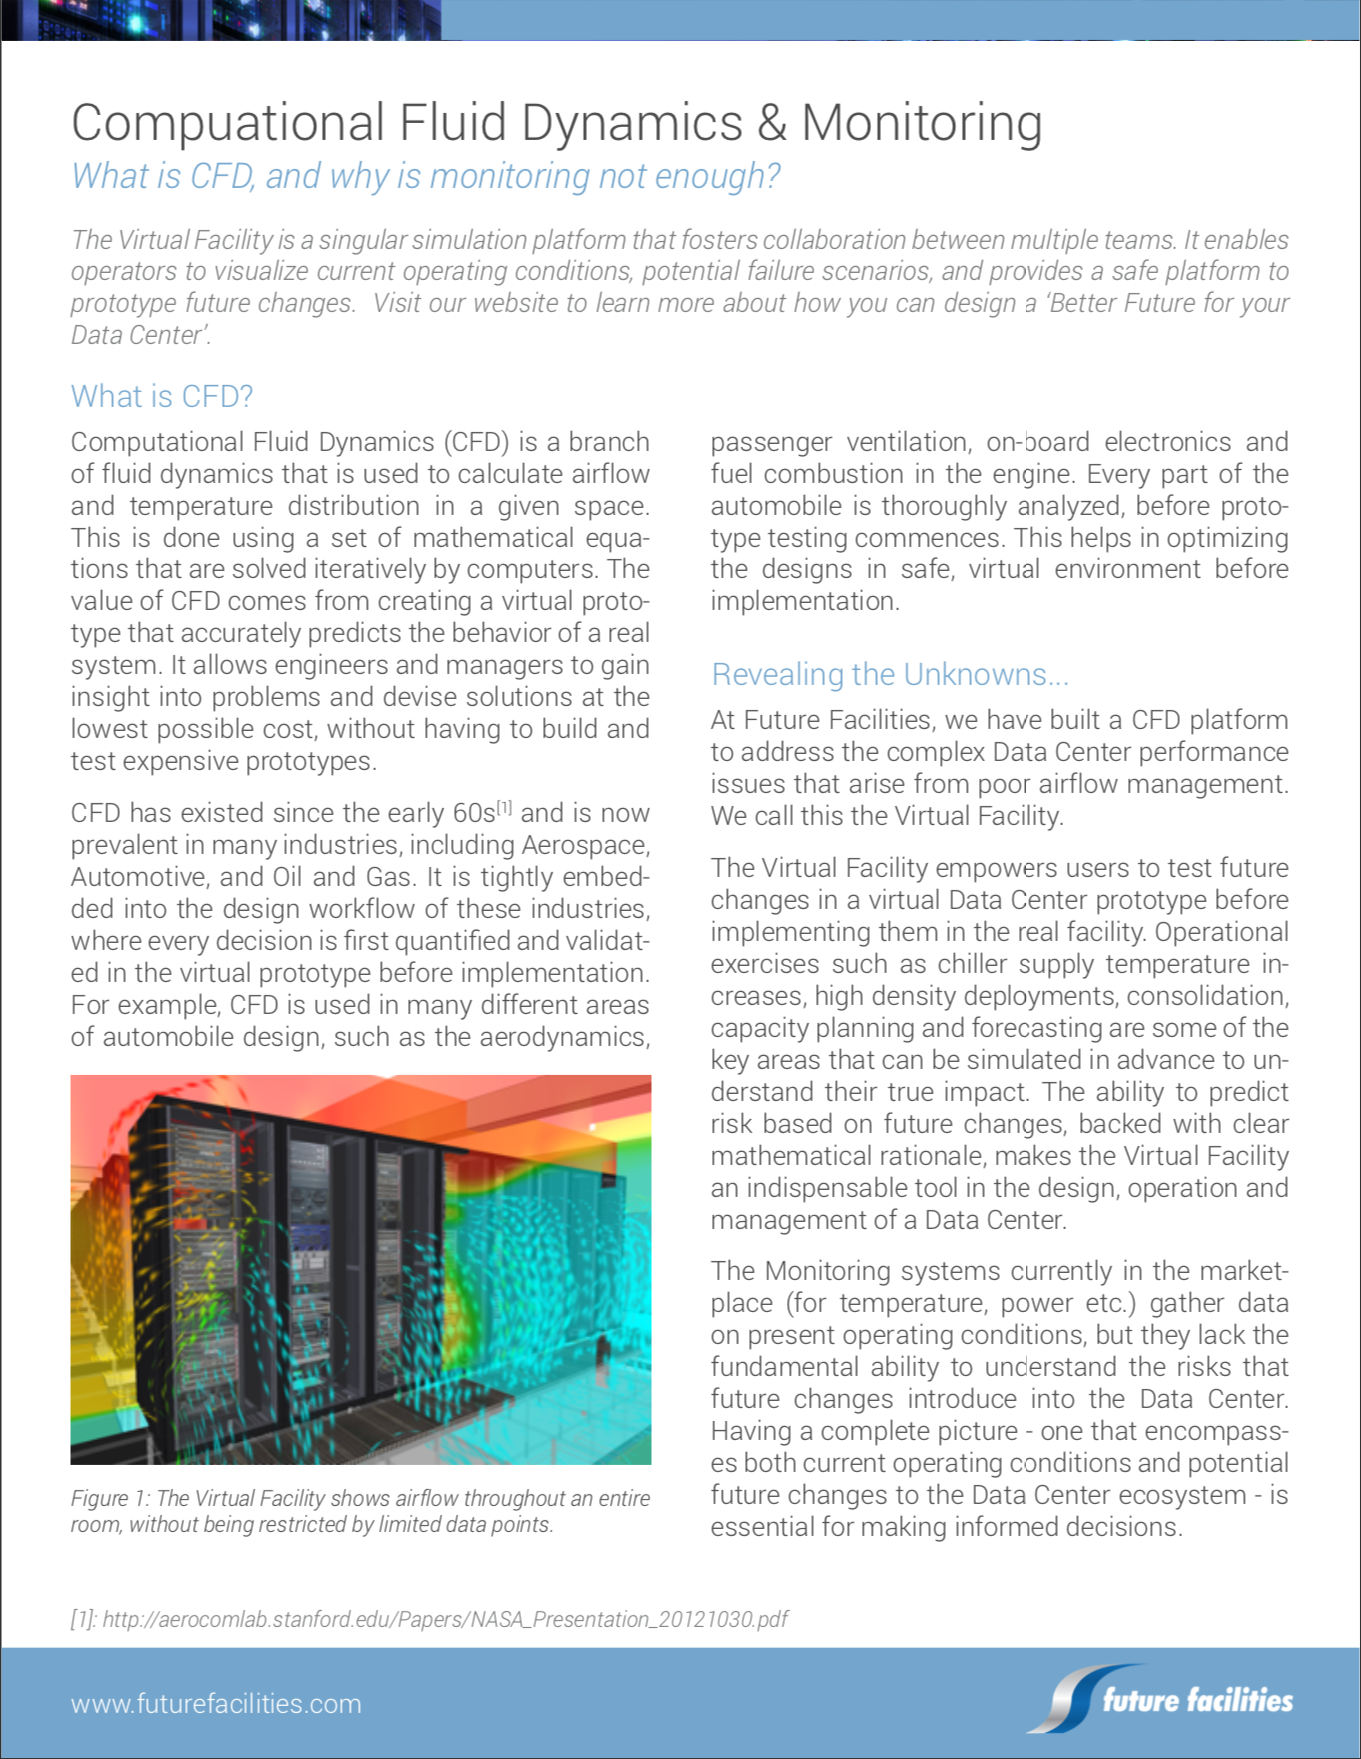 Compuational Fluid Dynamics & Monitoring
What is CFD, and why is monitoring not enough?
The Virtual Facility is a singular simulation platform that fosters collaboration between multiple teams. It enables
operators to visualize current operating conditions, potential failure scenarios, and provides a safe platform to
prototype future changes. Visit our website to learn more about how you can design a 'Better Future for your
Data Center'.
What is CFD?
Computational Fluid Dynamics (CFD) is a branch
of fluid dynamics that is used to calculate airflow
and temperature distribution in a given space.
This is done using a set of mathematical equa-
tions that are solved iteratively by computers. The
value of CFD comes from creating a virtual proto-
type that accurately predicts the behavior of a real
system. It allows engineers and managers to gain
insight into problems and devise solutions at the
lowest possible cost, without having to build and
test expensive prototypes.
CFD has existed since the early 60s[1] and is now
prevalent in many industries, including Aerospace,
Automotive, and Oil and Gas. It is tightly embed-
ded into the design workflow of these industries,
where every decision is first quantified and validat-
ed in the virtual prototype before implementation.
For example, CFD is used in many different areas
of automobile design, such as the aerodynamics,
Figure 1: The Virtual Facility shows airflow throughout an entire
room, without being restricted by limited data points.
passenger ventilation, on-board electronics and
fuel combustion in the engine. Every part of the
automobile is thoroughly analyzed, before proto-
type testing commences. This helps in optimizing
the designs in safe, virtual environment before
implementation.
Revealing the Unknowns...
At Future Facilities, we have built a CFD platform
to address the complex Data Center performance
issues that arise from poor airflow management.
We call this the Virtual Facility.
The Virtual Facility empowers users to test future
changes in a virtual Data Center prototype before
implementing them in the real facility. Operational
exercises such as chiller supply temperature in-
creases, high density deployments, consolidation,
capacity planning and forecasting are some of the
key areas that can be simulated in advance to un-
derstand their true impact. The ability to predict
risk based on future changes, backed with clear
mathematical rationale, makes the Virtual Facility
an indispensable tool in the design, operation and
management of a Data Center.
The Monitoring systems currently in the market-
place (for temperature, power etc.) gather data
on present operating conditions, but they lack the
fundamental ability to understand the risks that
future changes introduce into the Data Center.
Having a complete picture - one that encompass-
es both current operating conditions and potential
future changes to the Data Center ecosystem - is
essential for making informed decisions.
[1]: http://aerocomlab.stanford.edu/Papers/NASA_Presentation_20121030.pdf
www.futurefacilities.com
future facilities